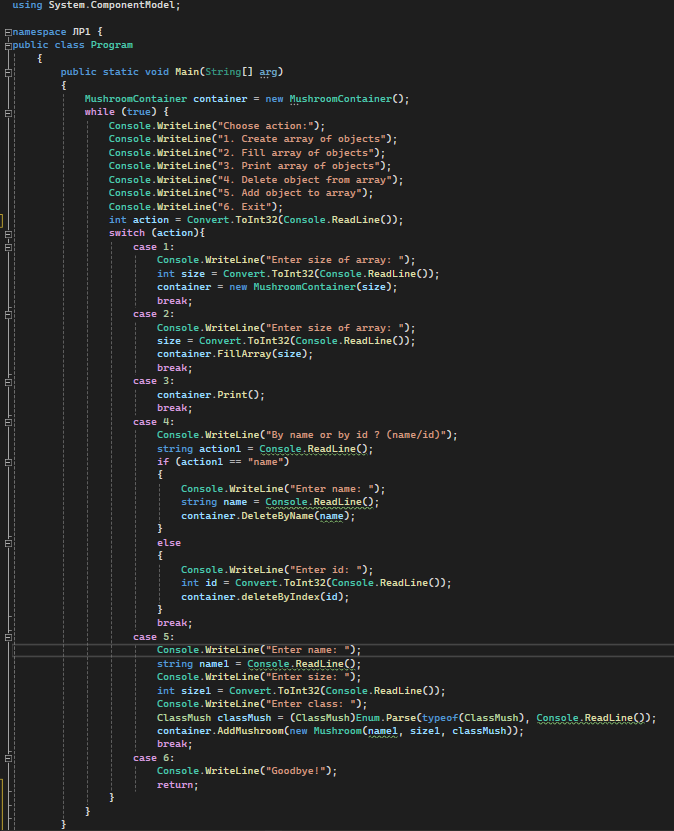 using System.ComponentModel;
namespace ЛР1 {
public class Program
{
public static void Main(String[] arg)
{
MushroomContainer container = new MushroomContainer();
while (true) {
Console.WriteLine("Choose action:");
Console.WriteLine("1. Create array of objects");
Console.WriteLine("2. Fill array of objects");
Console.WriteLine("3. Print array of objects");
Console.WriteLine("4. Delete object from array");
Console.WriteLine("5. Add object to array");
Console.WriteLine("6. Exit");
int action = Convert.ToInt32(Console.ReadLine());
switch (action){
case 1:
Console.WriteLine("Enter size of array: ");
int size = Convert.ToInt32(Console.ReadLine());
container = new MushroomContainer(size);
break;
case 2:
Console.WriteLine("Enter size of array: ");
size = Convert.ToInt32(Console.ReadLine());
container.FillArray(size);
break;
case 3:
container.Print();
break;
case 4:
Console.WriteLine("By name or by id ? (name/id)");
string action1 = Console.ReadLine();
if (action1 == "name")
{
Console.WriteLine("Enter name: ");
string name = Console.ReadLine();
container.DeleteByName(name);
}
else
{
Console.WriteLine("Enter id: ");
int id = Convert.ToInt32(Console.ReadLine());
container.deleteByIndex(id);
}
break;
case 5:
Console.WriteLine("Enter name: ");
string name1 = Console.ReadLine();
Console.WriteLine("Enter size: ");
int size1 = Convert.ToInt32(Console.ReadLine());
Console.WriteLine("Enter class: ");
ClassMush classMush = (ClassMush)Enum.Parse(typeof(ClassMush), Console.ReadLine());
container.AddMushroom(new Mushroom(name1, size1, classMush));
break;
case 6:
Console.WriteLine("Goodbye!");
return;
}
}
}